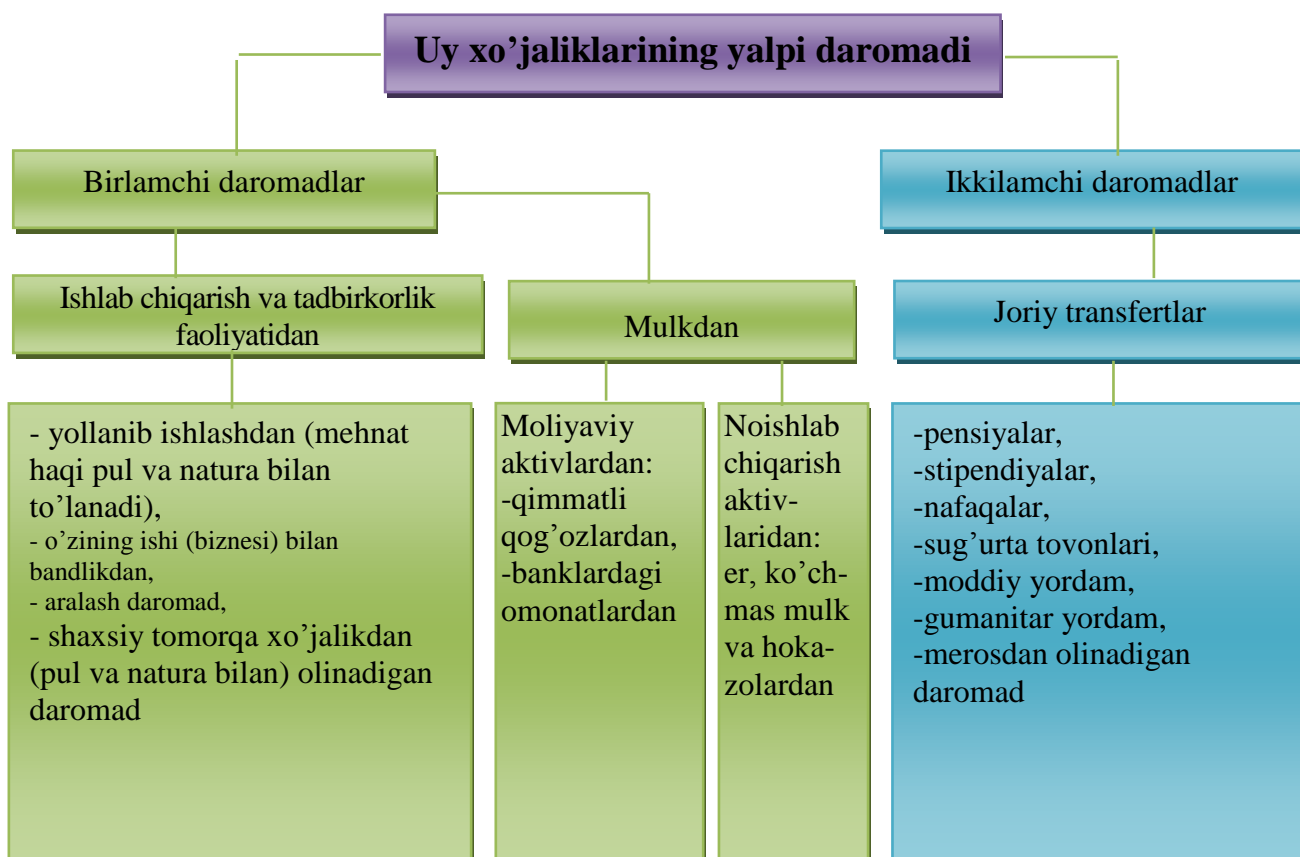 Uy xo’jaliklarining yalpi daromadi
Birlamchi daromadlar
Ikkilamchi daromadlar
Ishlab chiqarish va tadbirkorlik
faoliyatidan
Mulkdan
Joriy transfertlar
- yollanib ishlashdan (mehnat
haqi pul va natura bilan
to’lanadi),
- o’zining ishi (biznesi) bilan
bandlikdan,
- aralash daromad,
- shaxsiy tomorqa xo’jalikdan
(pul va natura bilan) olinadigan
daromad
Moliyaviy
aktivlardan:
-qimmatli
qog’ozlardan,
-banklardagi
omonatlardan
Noishlab
chiqarish
aktiv-
laridan:
er, ko’ch-
mas mulk
va hoka-
zolardan
-pensiyalar,
-stipendiyalar,
-nafaqalar,
-sug’urta tovonlari,
-moddiy yordam,
-gumanitar yordam,
-merosdan olinadigan
daromad